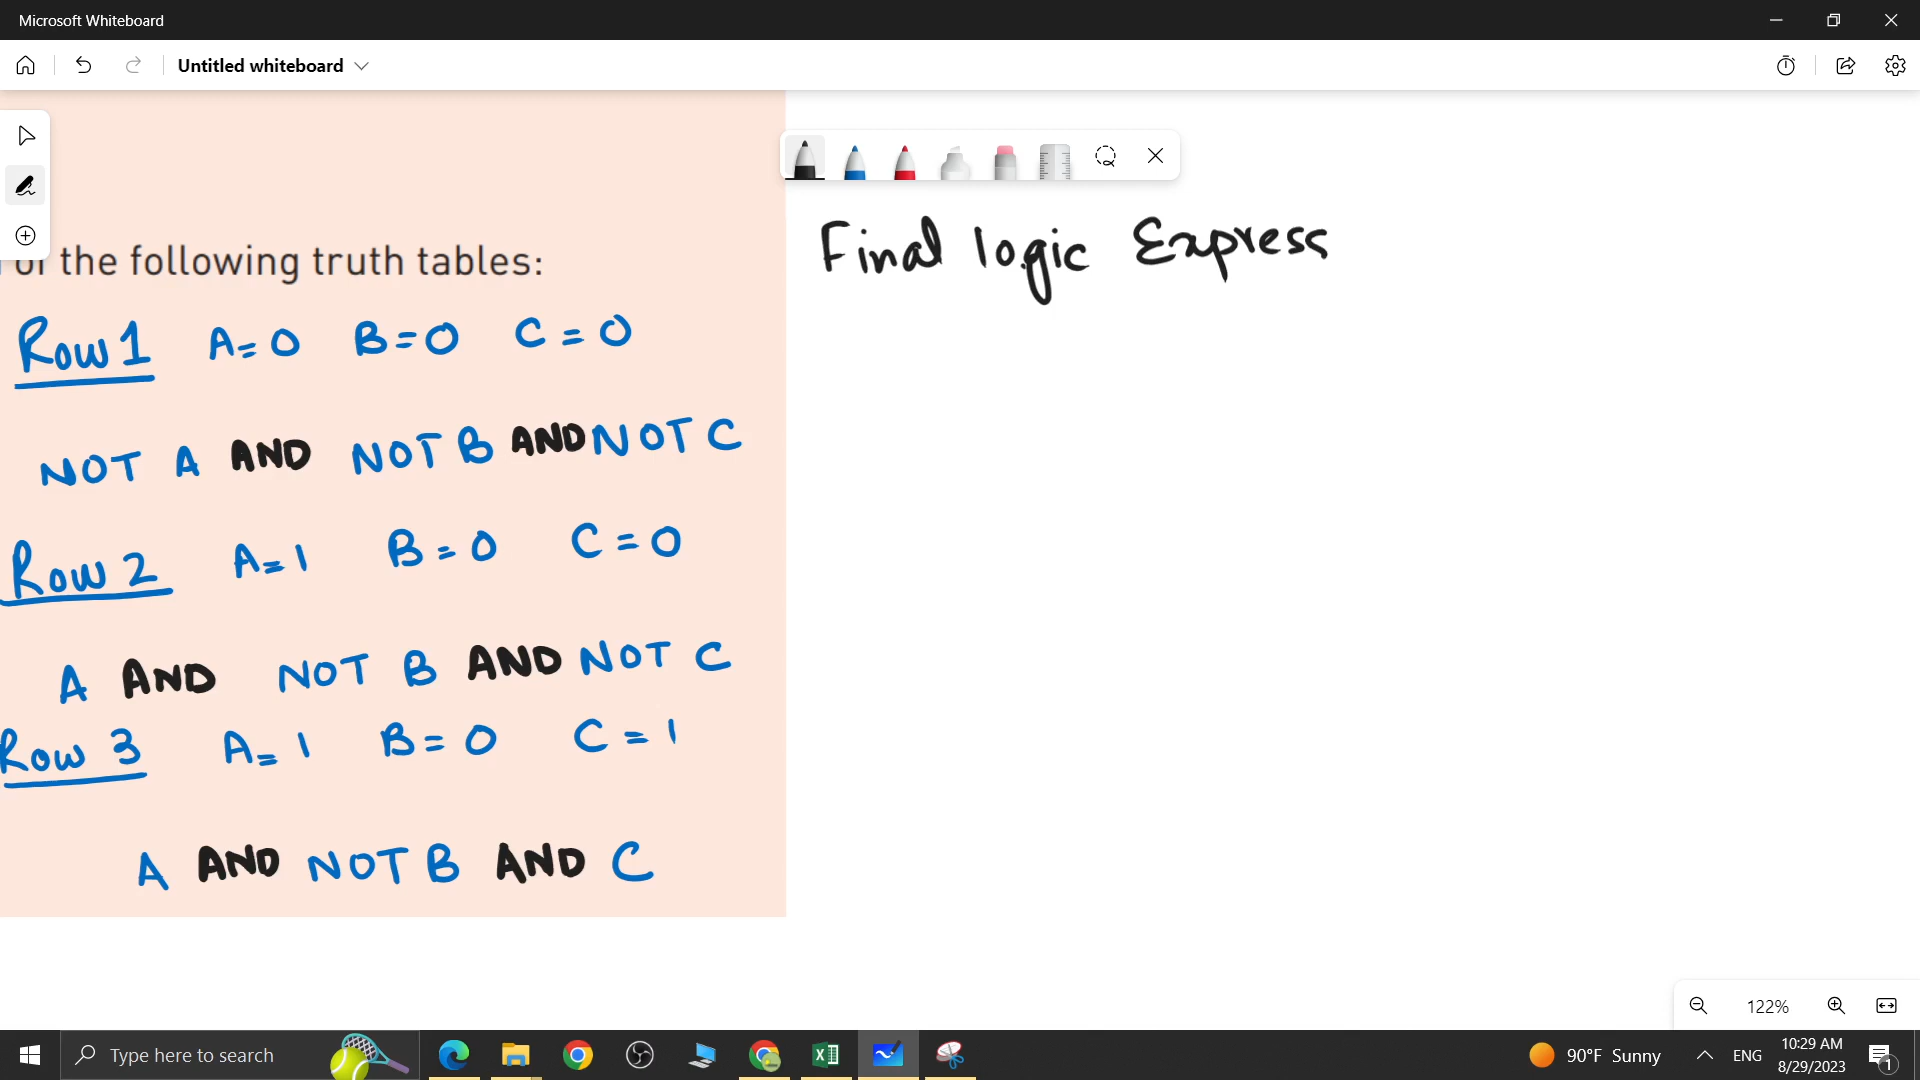 Microsoft Whiteboard
Untitled whiteboard
of the following truth tables:
Final logic Express
Row 1 A=0 B=0 C=0
NOT A AND NOT B AND NOT C
Row 2 A=1 B=0 C=0
A AND NOT B AND NOT C
Row 3 A=1 B=0 C=1
A AND NOT B AND C
122%
Type here to search
90°F Sunny
ENG
10:29 AM
8/29/2023
1